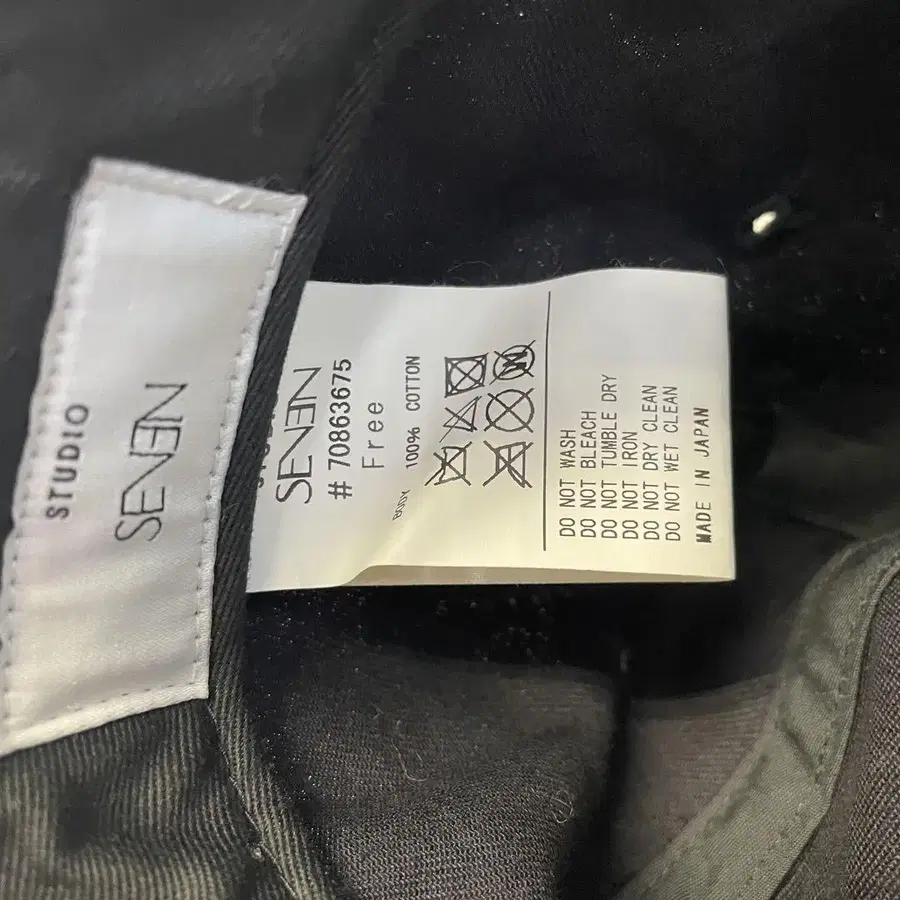 STUDIO
SEVEN
SEVEN
# 70863675
Free
BODY 100% COTTON
DO NOT WASH
DO NOT BLEACH
DO NOT TUMBLE DRY
DO NOT IRON
DO NOT DRY CLEAN
DO NOT WET CLEAN
MADE IN JAPAN